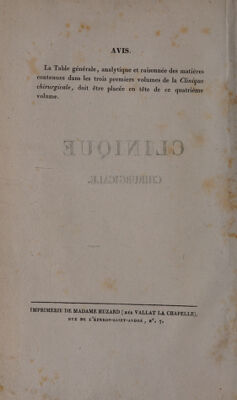 AVIS.
La Table générale, analytique et raisonnée des matières
contenues dans les trois premiers volumes de la Clinique
chirurgicale, doit être placée en tête de ce quatrième
volume.
CLINIQUE
CHIRURGICALE.
IMPRIMERIE DE MADAME HUZARD (NÉE VALLAT LA CHAPELLE),
RUE DE L'ÉPERON-SAINT-ANDRÉ, N°. 7.